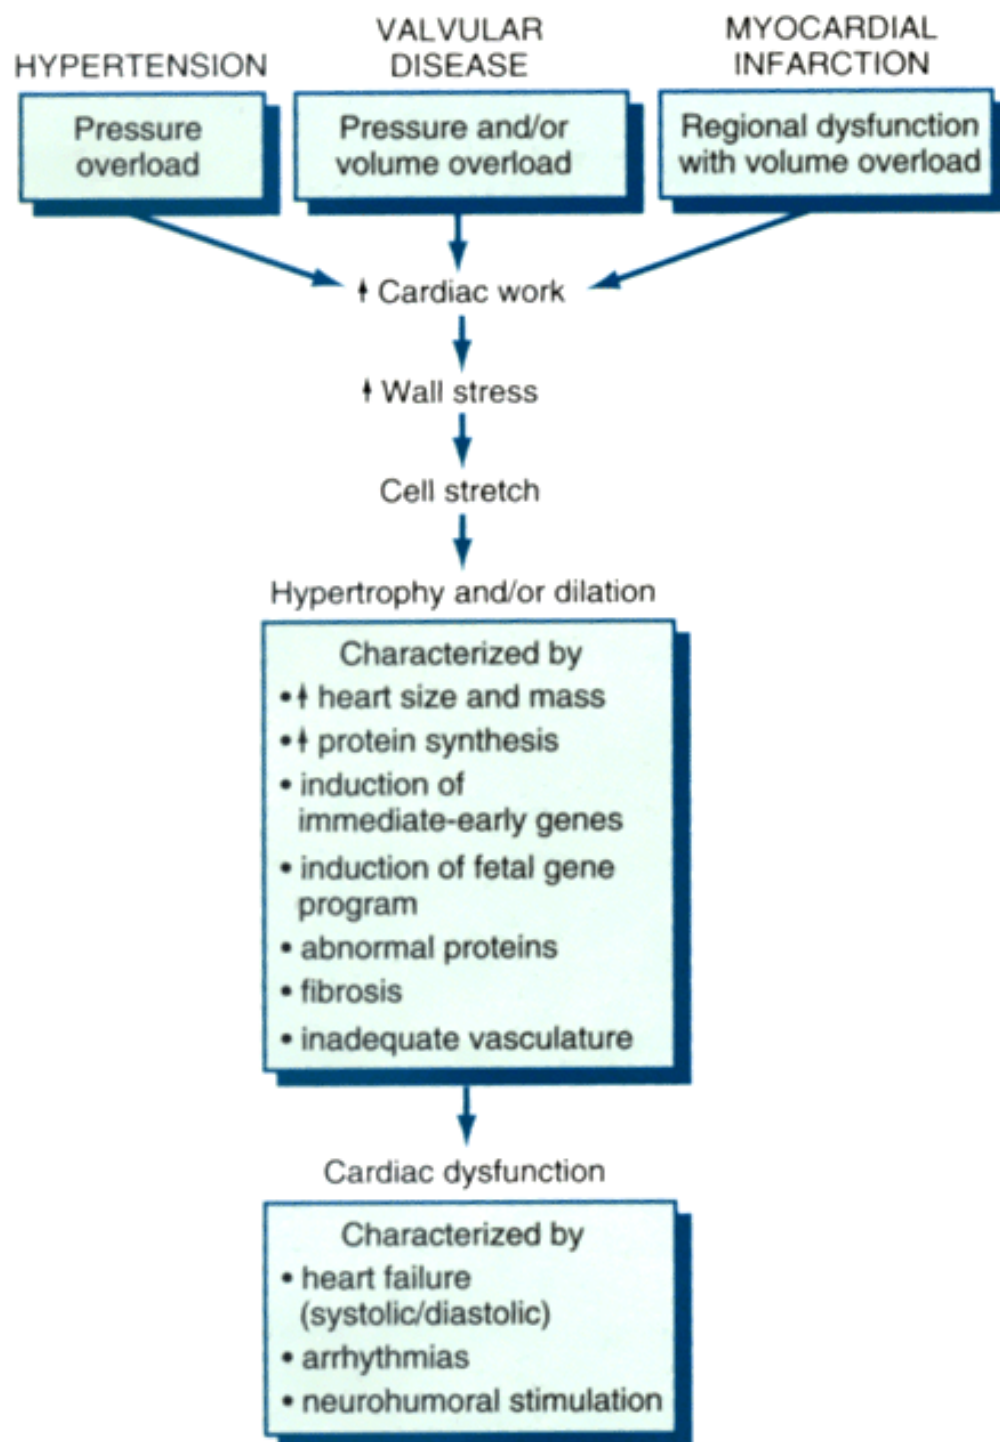 HYPERTENSION
VALVULAR
DISEASE
MYOCARDIAL
INFARCTION
Pressure
overload
Pressure and/or
volume overload
Regional dysfunction
with volume overload
↑ Cardiac work
↑ Wall stress
Cell stretch
Hypertrophy and/or dilation
Characterized by
•↑ heart size and mass
•↑ protein synthesis
• induction of
immediate-early genes
• induction of fetal gene
program
• abnormal proteins
• fibrosis
• inadequate vasculature
Cardiac dysfunction
Characterized by
• heart failure
(systolic/diastolic)
• arrhythmias
• neurohumoral stimulation